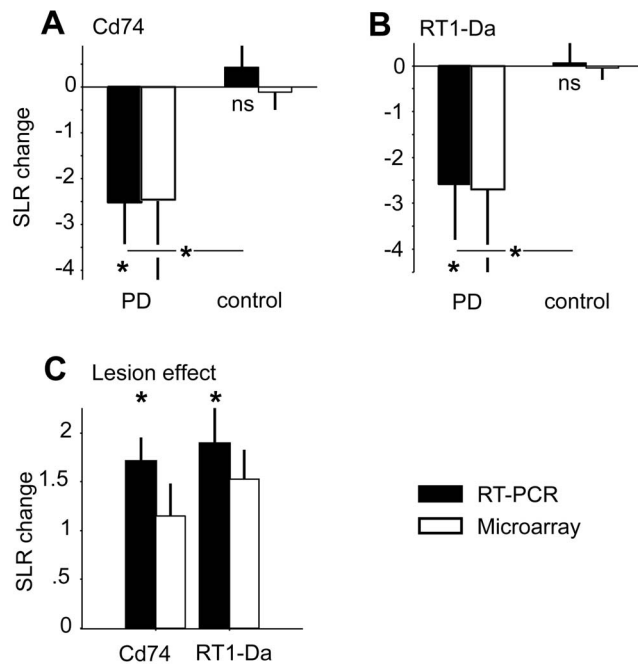 A Cd74
0
-1
-2
-3
-4
SLR change
ns
*
*
PD control
B RT1-Da
0
-1
-2
-3
-4
ns
*
*
PD control
C Lesion effect
* *
2
1.5
1
.5
0
SLR change
Cd74 RT1-Da
RT-PCR
Microarray